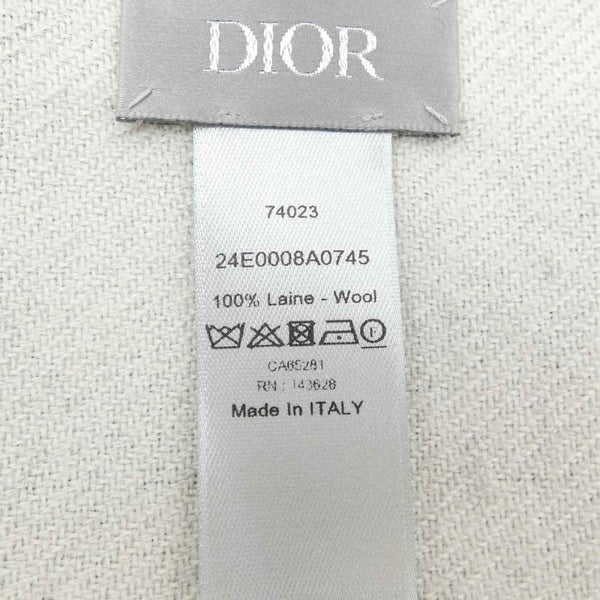 DIOR
74023
24E0008A0745
100% Laine - Wool
F
CA65281
RN : 143628
Made In ITALY